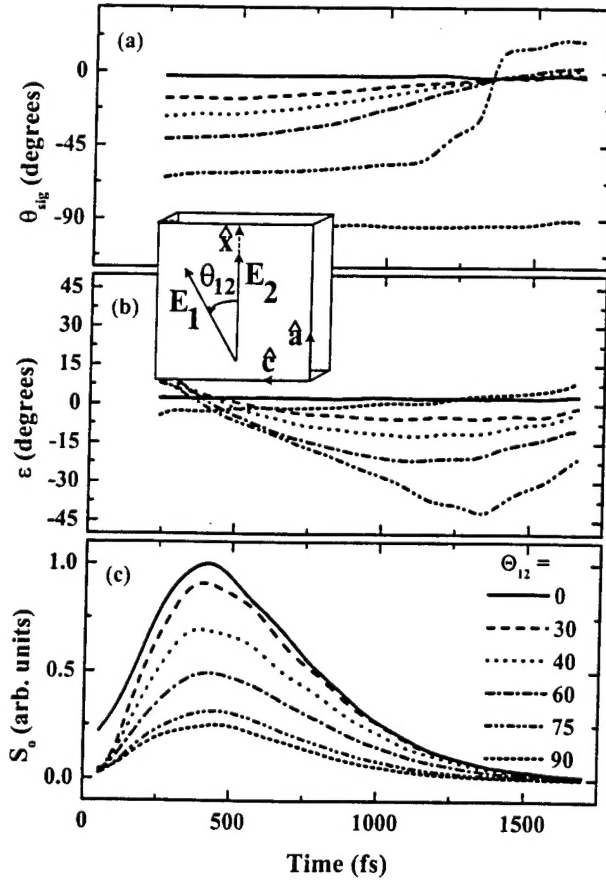 (a)
0
-45
-90
θsig (degrees)
x̂
θ12
E2
E1
â
ĉ
(b)
45
30
15
0
-15
-30
-45
ε (degrees)
(c)
1.0
0.5
0.0
So (arb. units)
Θ12 =
0
30
40
60
75
90
0
500
1000
1500
Time (fs)